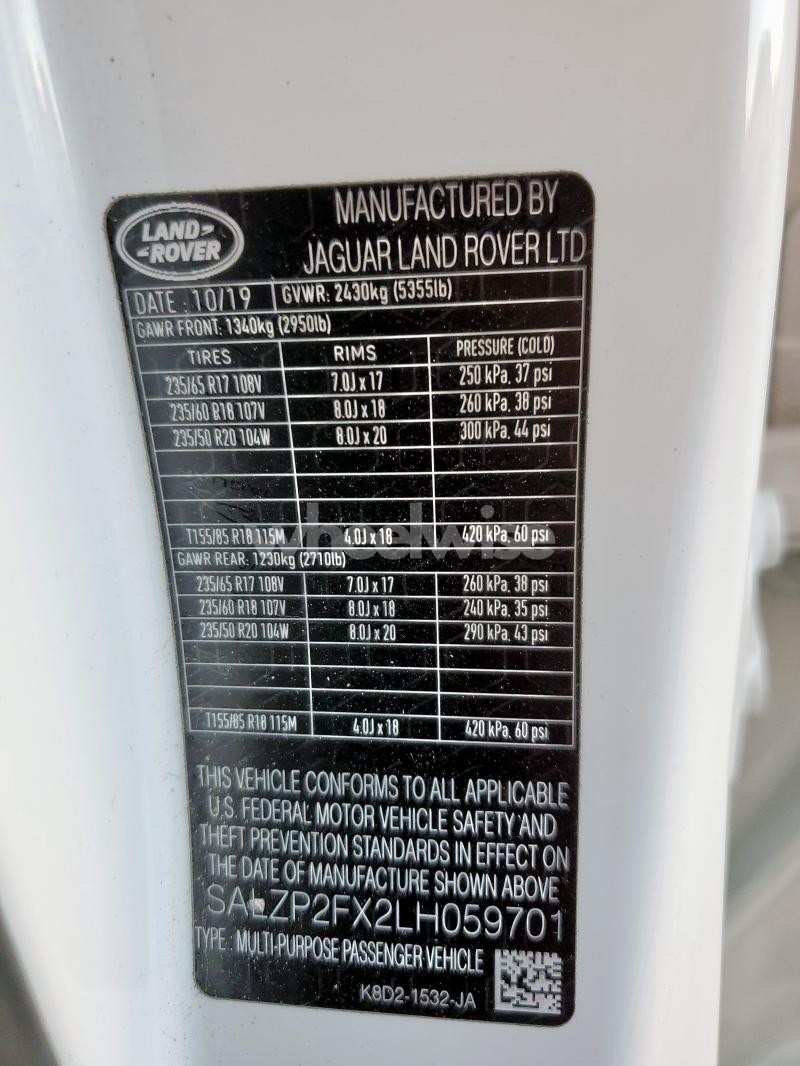 LAND-
-ROVER
MANUFACTURED BY
JAGUAR LAND ROVER LTD
DATE : 10/19 GVWR: 2430kg (5355lb)
GAWR FRONT: 1340kg (2950lb)
TIRES RIMS PRESSURE (COLD)
235/65 R17 108V 7.0J x 17 250 kPa, 37 psi
235/60 R18 107V 8.0J x 18 260 kPa, 38 psi
235/50 R20 104W 8.0J x 20 300 kPa, 44 psi
wheelwise
T155/85 R18 115M 4.0J x 18 420 kPa, 60 psi
GAWR REAR: 1230kg (2710lb)
235/65 R17 108V 7.0J x 17 260 kPa, 38 psi
235/60 R18 107V 8.0J x 18 240 kPa, 35 psi
235/50 R20 104W 8.0J x 20 290 kPa, 43 psi
T155/85 R18 115M 4.0J x 18 420 kPa, 60 psi
THIS VEHICLE CONFORMS TO ALL APPLICABLE
U.S. FEDERAL MOTOR VEHICLE SAFETY AND
THEFT PREVENTION STANDARDS IN EFFECT ON
THE DATE OF MANUFACTURE SHOWN ABOVE
SALZP2FX2LH059701
TYPE : MULTI-PURPOSE PASSENGER VEHICLE
K8D2-1532-JA